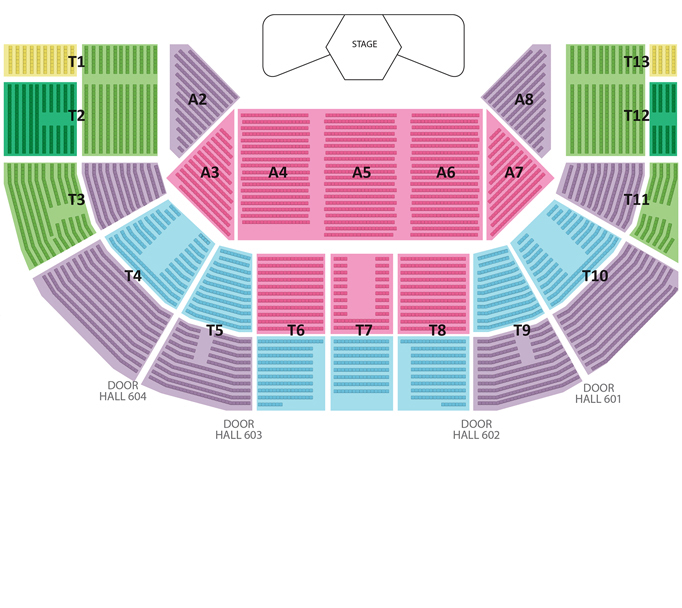 STAGE
T1
T13
A2
A8
T2
T12
A3
A4
A5
A6
A7
T3
T11
T4
T10
T5
T6
T7
T8
T9
DOOR
HALL 604
DOOR
HALL 601
DOOR
HALL 603
DOOR
HALL 602